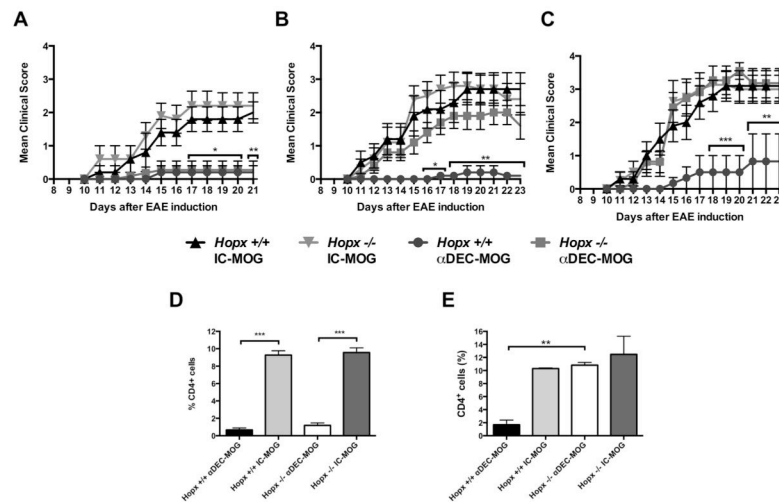 A
B
C
Mean Clinical Score
4
3
2
1
0
*
**
8 9 10 11 12 13 14 15 16 17 18 19 20 21
Days after EAE induction
Mean Clinical Score
4
3
2
1
0
*
**
8 9 10 11 12 13 14 15 16 17 18 19 20 21 22 23
Days after EAE induction
Mean Clinical Score
4
3
2
1
0
***
**
8 9 10 11 12 13 14 15 16 17 18 19 20 21 22
Days after EAE induction
Hopx +/+ IC-MOG
Hopx -/- IC-MOG
Hopx +/+ αDEC-MOG
Hopx -/- αDEC-MOG
D
% CD4+ cells
12
10
8
6
4
2
0
***
***
Hopx +/+ αDEC-MOG
Hopx +/+ IC-MOG
Hopx -/- αDEC-MOG
Hopx -/- IC-MOG
E
CD4+ cells (%)
16
14
12
10
8
6
4
2
0
**
Hopx +/+ αDEC-MOG
Hopx +/+ IC-MOG
Hopx -/- αDEC-MOG
Hopx -/- IC-MOG